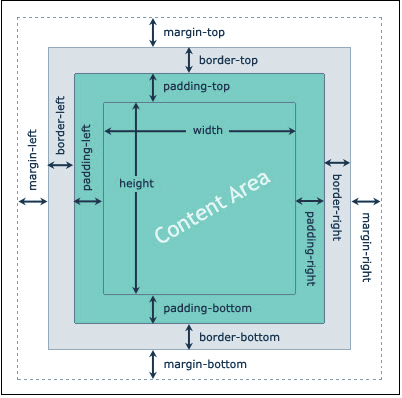 margin-top
border-top
padding-top
width
height
Content Area
margin-left
border-left
padding-left
padding-right
border-right
margin-right
padding-bottom
border-bottom
margin-bottom